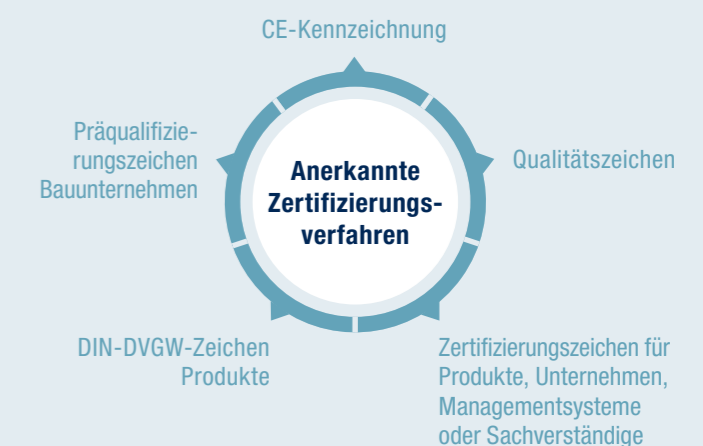 CE-Kennzeichnung
Präqualifizie-
rungszeichen
Bauunternehmen
Anerkannte
Zertifizierungs-
verfahren
Qualitätszeichen
DIN-DVGW-Zeichen
Produkte
Zertifizierungszeichen für
Produkte, Unternehmen,
Managementsysteme
oder Sachverständige